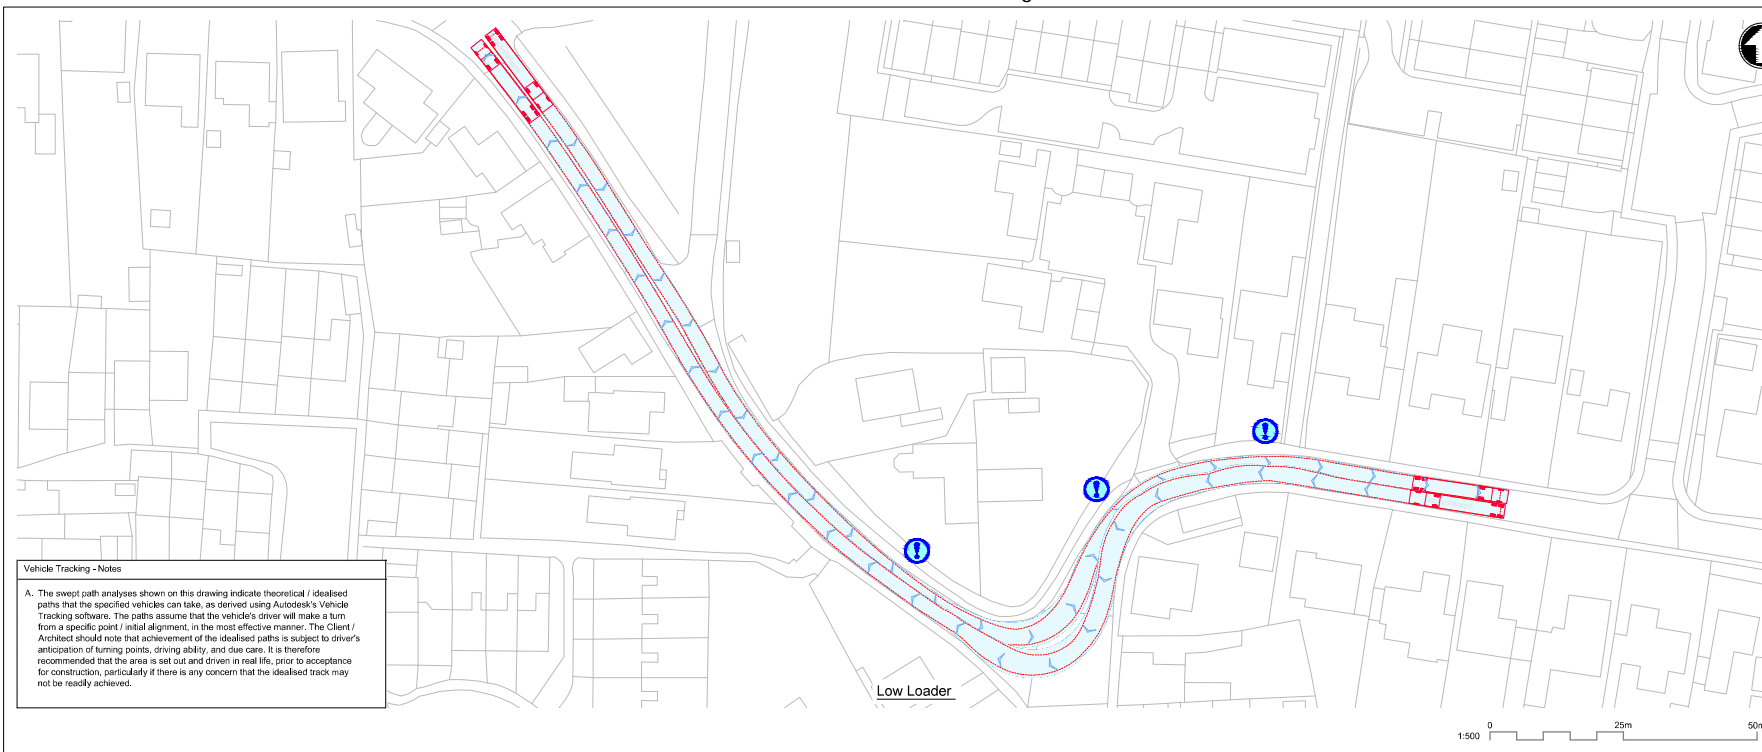 Vehicle Tracking - Notes
A. The swept path analyses shown on this drawing indicate theoretical / idealised
paths that the specified vehicles can take, as derived using Autodesk's Vehicle
Tracking software. The paths assume that the vehicle's driver will make a turn
from a specific point / initial alignment, in the most effective manner. The Client /
Architect should note that achievement of the idealised paths is subject to driver's
anticipation of turning points, driving ability, and due care. It is therefore
recommended that the area is set out and driven in real life, prior to acceptance
for construction, particularly if there is any concern that the idealised track may
not be readily achieved.
Low Loader
1:500
0 25m 50m